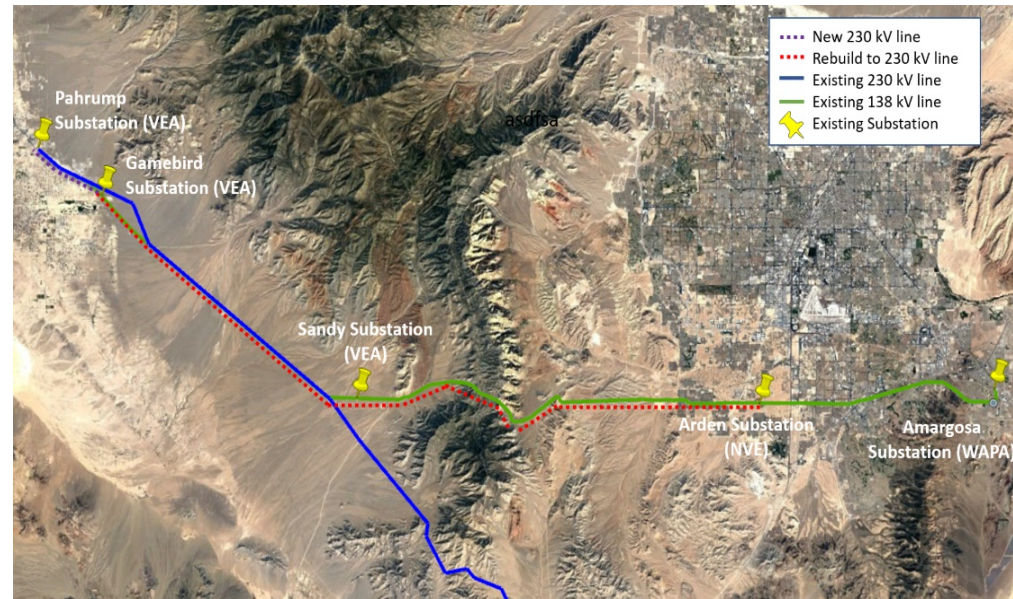 New 230 kV line
Rebuild to 230 kV line
Existing 230 kV line
Existing 138 kV line
Existing Substation
asdfsa
Pahrump
Substation (VEA)
Gamebird
Substation (VEA)
Sandy Substation
(VEA)
Arden Substation
(NVE)
Amargosa
Substation (WAPA)